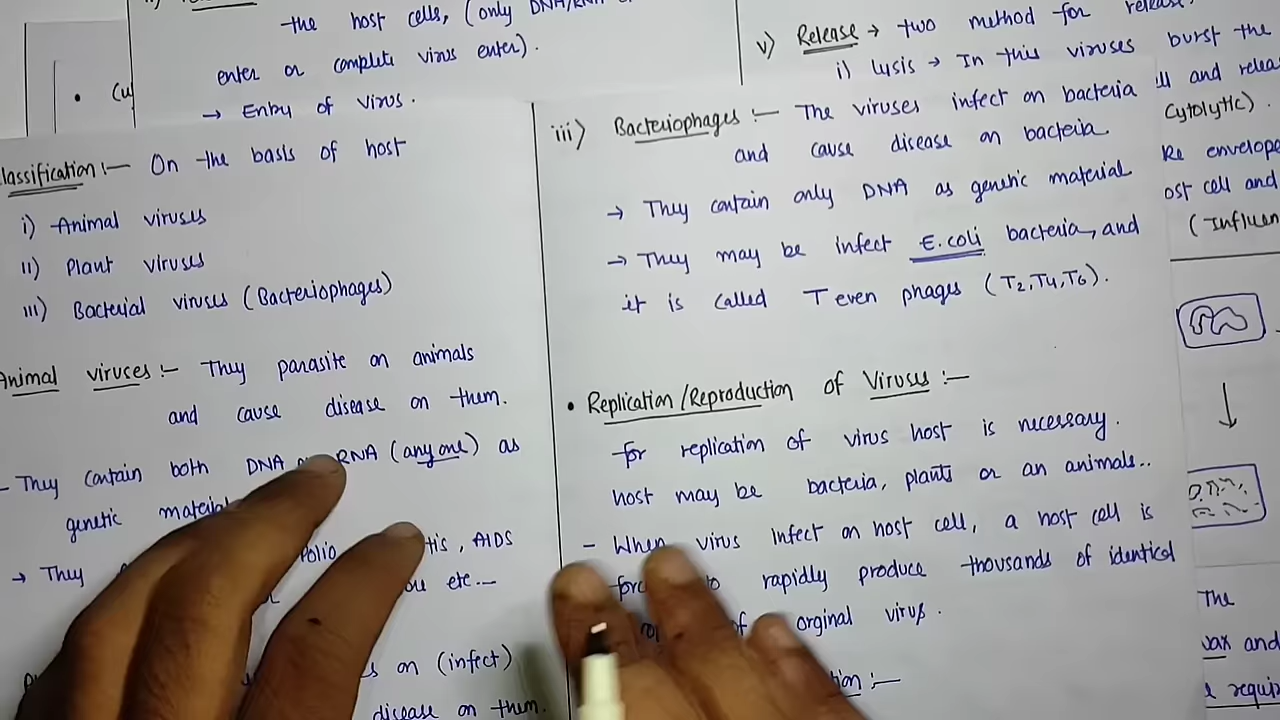 the host cells, (only DNA/RNA
enter or complete virus enter).
→ Entry of virus.
v) Release → two method for release.
i) lysis → In this viruses burst the
and relea
Cytolytic).
envelope
ost cell and
(Influen
lassification :— On the basis of host
i) Animal viruses
ii) Plant viruses
iii) Bacterial viruses (Bacteriophages)
Animal viruces :— They parasite on animals
and cause disease on them.
- They contain both DNA RNA (any one) as
genetic material
→ They Polio tis, AIDS
etc.—
on (infect)
disease on them.
iii) Bacteriophages :— The viruses infect on bacteria
and cause disease on bacteria.
→ They contain only DNA as genetic material
→ They may be infect E.coli bacteria, and
it is called T even phages (T2, T4, T6).
• Replication/Reproduction of Viruses :—
for replication of virus host is necessary.
host may be bacteria, plants or an animals..
- When virus Infect on host cell, a host cell is
to rapidly produce thousands of identical
of orginal virus.
tion :—
The
and
requir